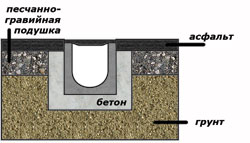 песчанно-
гравийная
подушка
асфальт
бетон
грунт